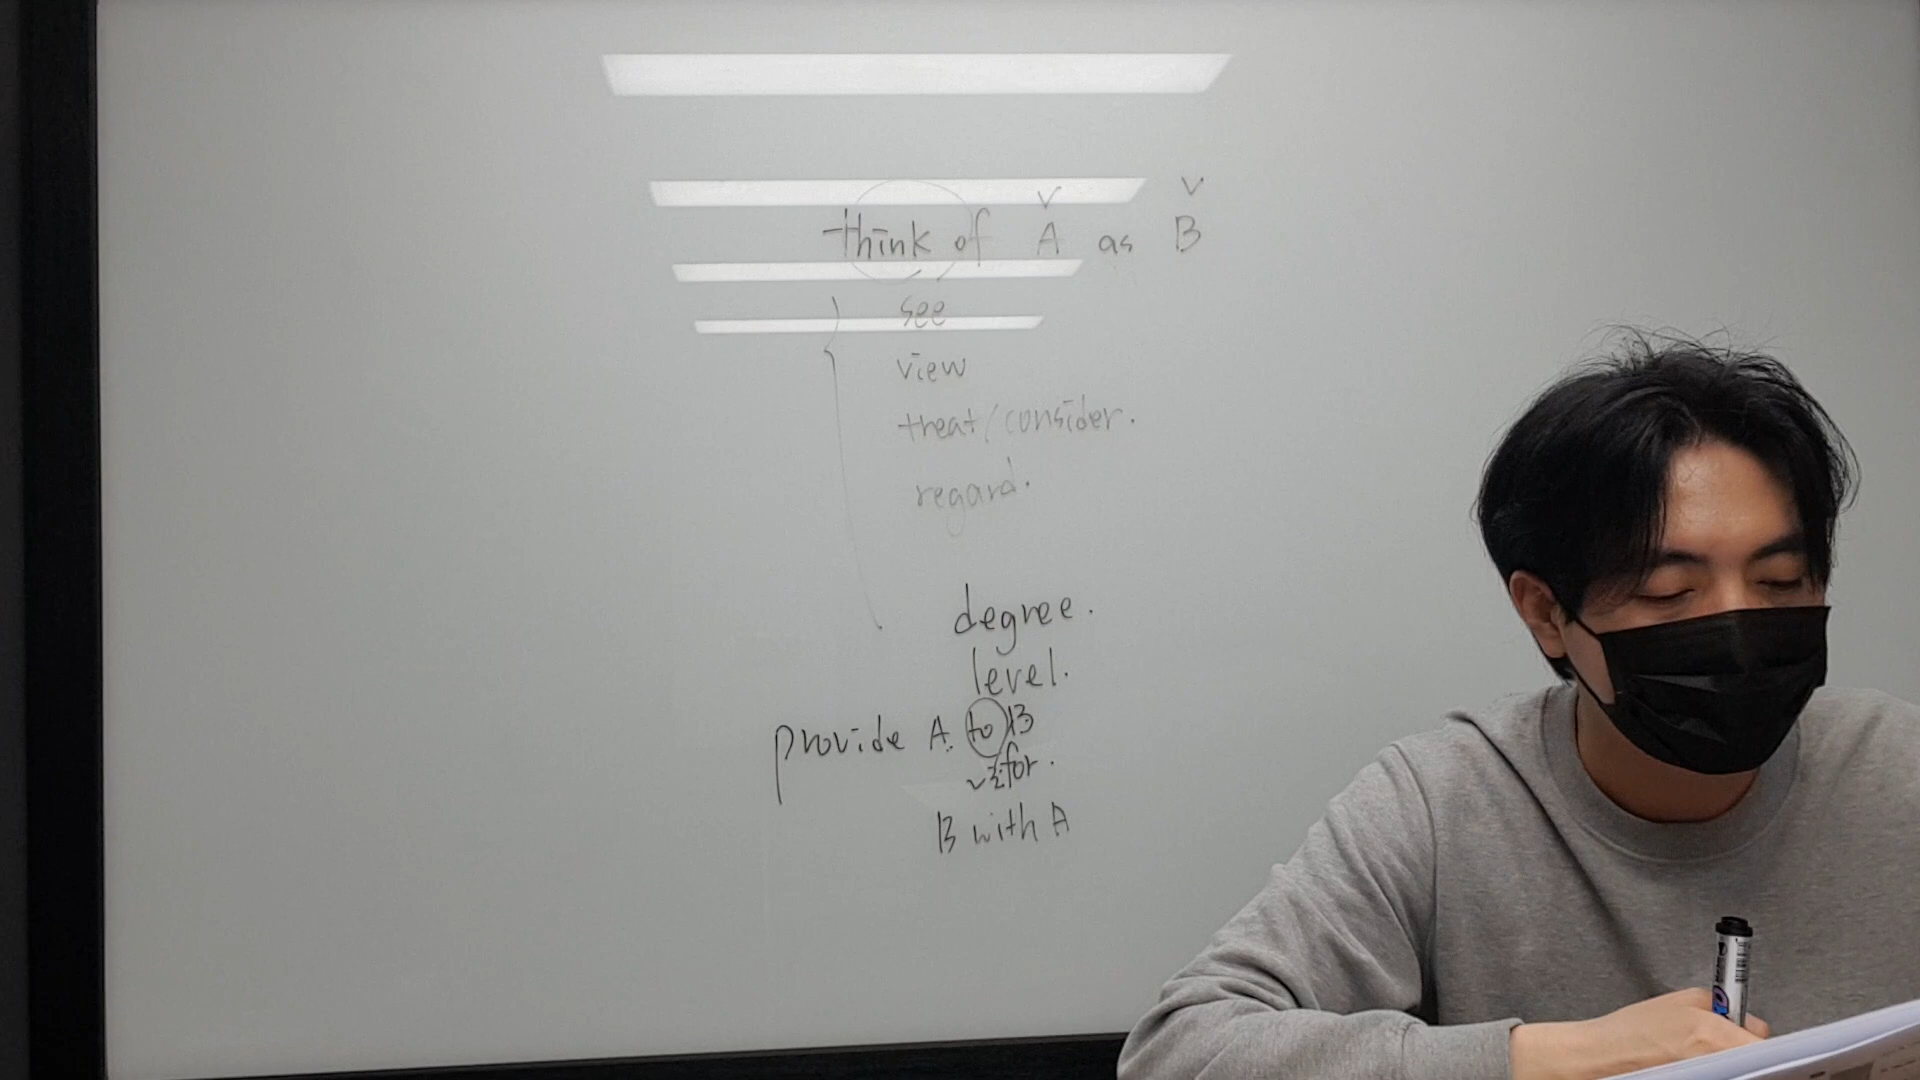 think of A as B
see
view
treat/consider.
regard.
degree.
level.
provide A to B
for.
B with A